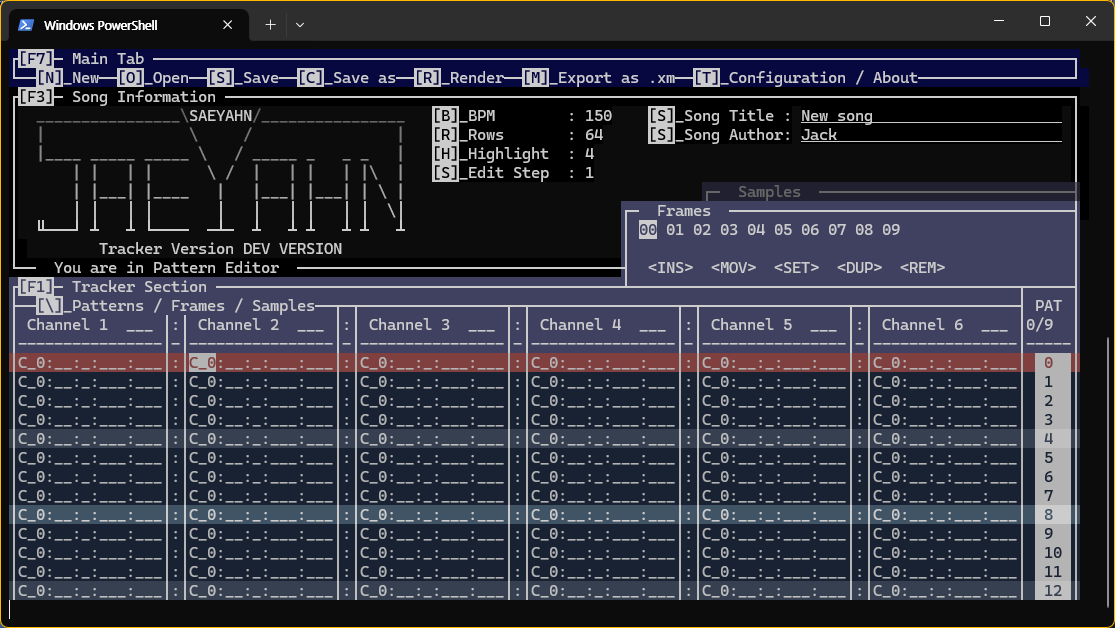 Windows PowerShell
[F7] Main Tab
[N]_New [O]_Open [S]_Save [C]_Save as [R]_Render [M]_Export as .xm [T]_Configuration / About
[F3] Song Information
SAEYAHN
[B]_BPM : 150 [S]_Song Title : New song
[R]_Rows : 64 [S]_Song Author: Jack
[H]_Highlight : 4
[S]_Edit Step : 1
Samples
Frames
00 01 02 03 04 05 06 07 08 09
Tracker Version DEV VERSION
<INS> <MOV> <SET> <DUP> <REM>
You are in Pattern Editor
[F1] Tracker Section
[\]_Patterns / Frames / Samples PAT
Channel 1 ___ : Channel 2 ___ : Channel 3 ___ : Channel 4 ___ : Channel 5 ___ : Channel 6 ___ 0/9
C_0:__:_:___:___ : C_0:__:_:___:___ : C_0:__:_:___:___ : C_0:__:_:___:___ : C_0:__:_:___:___ : C_0:__:_:___:___ 0
C_0:__:_:___:___ : C_0:__:_:___:___ : C_0:__:_:___:___ : C_0:__:_:___:___ : C_0:__:_:___:___ : C_0:__:_:___:___ 1
C_0:__:_:___:___ : C_0:__:_:___:___ : C_0:__:_:___:___ : C_0:__:_:___:___ : C_0:__:_:___:___ : C_0:__:_:___:___ 2
C_0:__:_:___:___ : C_0:__:_:___:___ : C_0:__:_:___:___ : C_0:__:_:___:___ : C_0:__:_:___:___ : C_0:__:_:___:___ 3
C_0:__:_:___:___ : C_0:__:_:___:___ : C_0:__:_:___:___ : C_0:__:_:___:___ : C_0:__:_:___:___ : C_0:__:_:___:___ 4
C_0:__:_:___:___ : C_0:__:_:___:___ : C_0:__:_:___:___ : C_0:__:_:___:___ : C_0:__:_:___:___ : C_0:__:_:___:___ 5
C_0:__:_:___:___ : C_0:__:_:___:___ : C_0:__:_:___:___ : C_0:__:_:___:___ : C_0:__:_:___:___ : C_0:__:_:___:___ 6
C_0:__:_:___:___ : C_0:__:_:___:___ : C_0:__:_:___:___ : C_0:__:_:___:___ : C_0:__:_:___:___ : C_0:__:_:___:___ 7
C_0:__:_:___:___ : C_0:__:_:___:___ : C_0:__:_:___:___ : C_0:__:_:___:___ : C_0:__:_:___:___ : C_0:__:_:___:___ 8
C_0:__:_:___:___ : C_0:__:_:___:___ : C_0:__:_:___:___ : C_0:__:_:___:___ : C_0:__:_:___:___ : C_0:__:_:___:___ 9
C_0:__:_:___:___ : C_0:__:_:___:___ : C_0:__:_:___:___ : C_0:__:_:___:___ : C_0:__:_:___:___ : C_0:__:_:___:___ 10
C_0:__:_:___:___ : C_0:__:_:___:___ : C_0:__:_:___:___ : C_0:__:_:___:___ : C_0:__:_:___:___ : C_0:__:_:___:___ 11
C_0:__:_:___:___ : C_0:__:_:___:___ : C_0:__:_:___:___ : C_0:__:_:___:___ : C_0:__:_:___:___ : C_0:__:_:___:___ 12